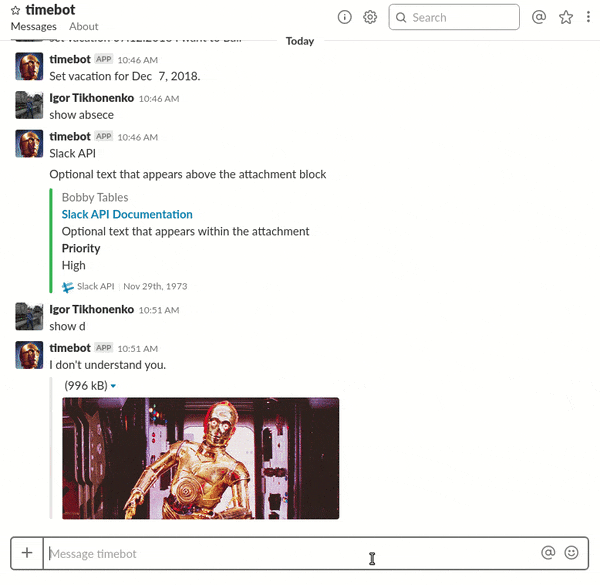 timebot
Messages About
Search
Today
timebot APP 10:46 AM
Set vacation for Dec 7, 2018.
Igor Tikhonenko 10:46 AM
show absece
timebot APP 10:46 AM
Slack API
Optional text that appears above the attachment block
Bobby Tables
Slack API Documentation
Optional text that appears within the attachment
Priority
High
Slack API | Nov 29th, 1973
Igor Tikhonenko 10:51 AM
show d
timebot APP 10:51 AM
I don't understand you.
(996 kB)
Message timebot